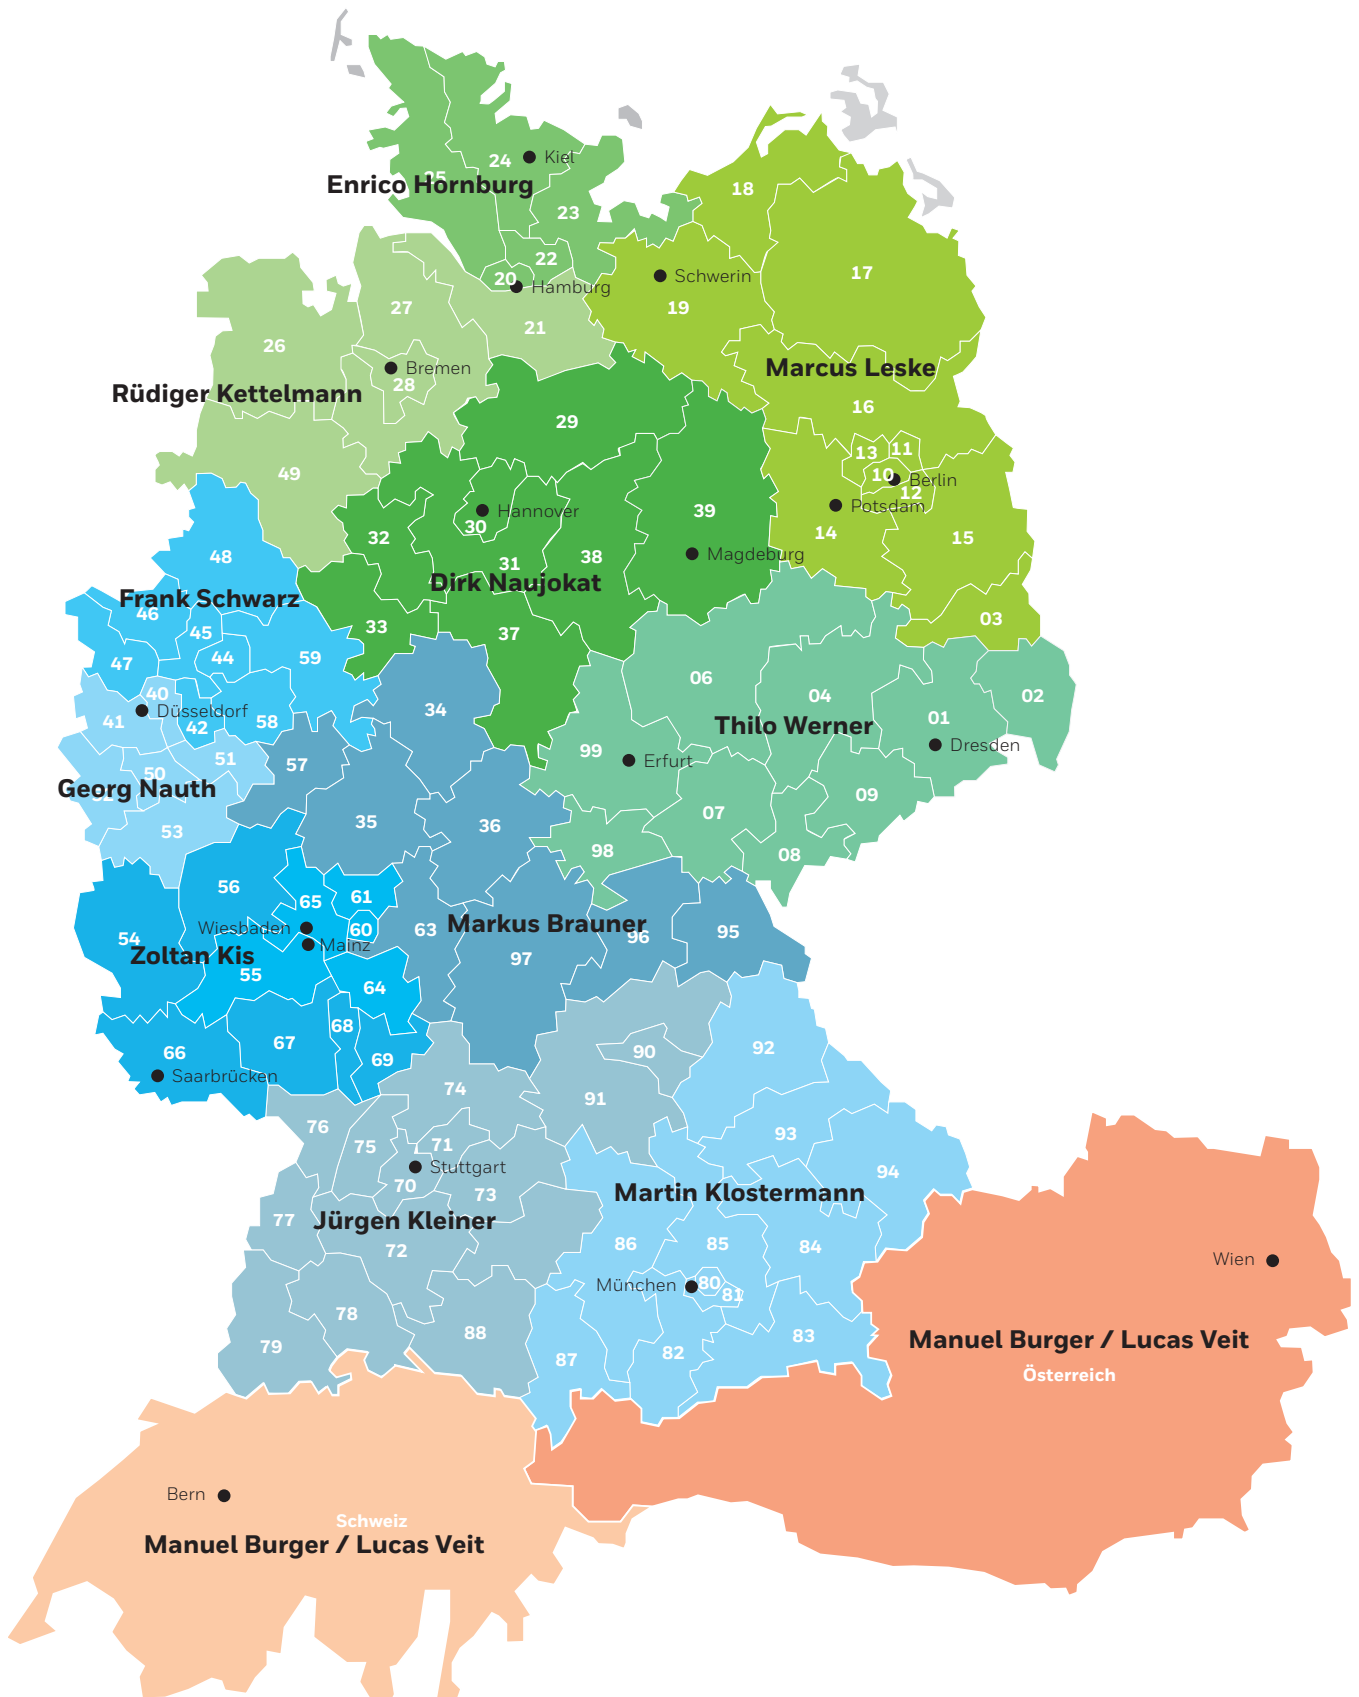 24
Kiel
25
Enrico Hornburg
18
23
22
17
20
Hamburg
Schwerin
19
27
21
26
Bremen
28
Marcus Leske
Rüdiger Kettelmann
16
29
13
11
49
10
Berlin
12
Hannover
30
39
Potsdam
14
32
15
48
31
38
Magdeburg
Dirk Naujokat
Frank Schwarz
46
03
45
33
37
47
44
59
06
40
04
02
41
Düsseldorf
34
42
58
01
Thilo Werner
Dresden
51
99
Erfurt
57
50
52
Georg Nauth
09
53
35
36
07
98
08
56
65
61
Wiesbaden
60
63
Markus Brauner
54
96
95
Mainz
Zoltan Kis
97
55
64
68
66
67
69
90
92
Saarbrücken
74
91
76
75
71
93
Stuttgart
70
73
94
Martin Klostermann
77
Jürgen Kleiner
72
86
85
84
München
80
81
Wien
78
79
88
87
82
83
Manuel Burger / Lucas Veit
Österreich
Bern
Schweiz
Manuel Burger / Lucas Veit